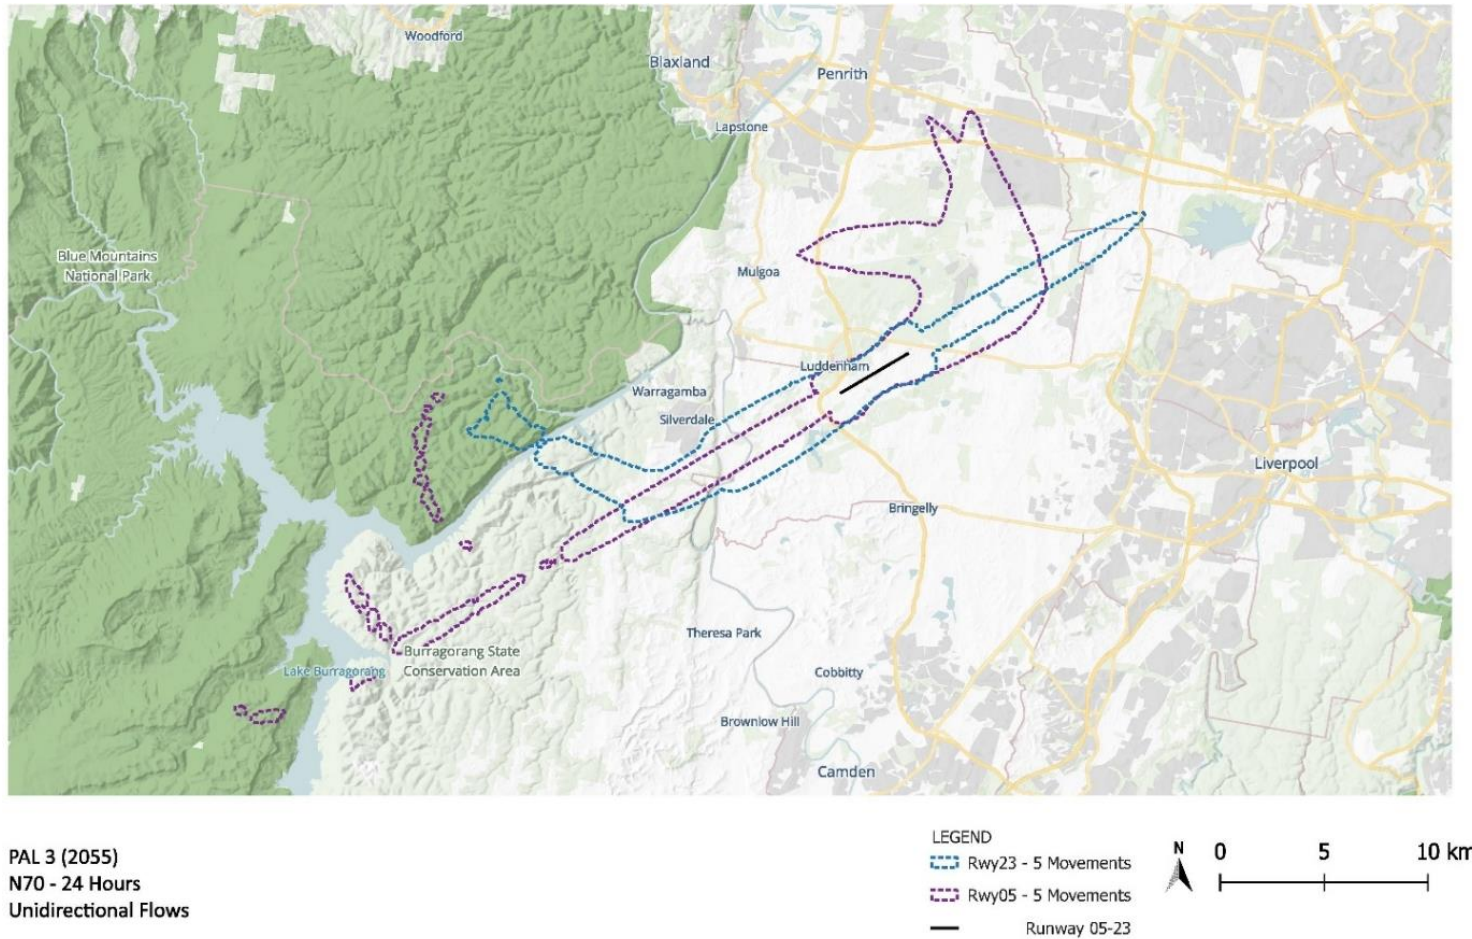 Woodford
Blaxland
Penrith
Lapstone
Blue Mountains
National Park
Mulgoa
Luddenham
Warragamba
Silverdale
Liverpool
Bringelly
Theresa Park
Burragorang State
Conservation Area
Lake Burragorang
Cobbitty
Brownlow Hill
Camden
PAL 3 (2055)
N70 - 24 Hours
Unidirectional Flows
LEGEND
Rwy23 - 5 Movements
Rwy05 - 5 Movements
Runway 05-23
N
0 5 10 km